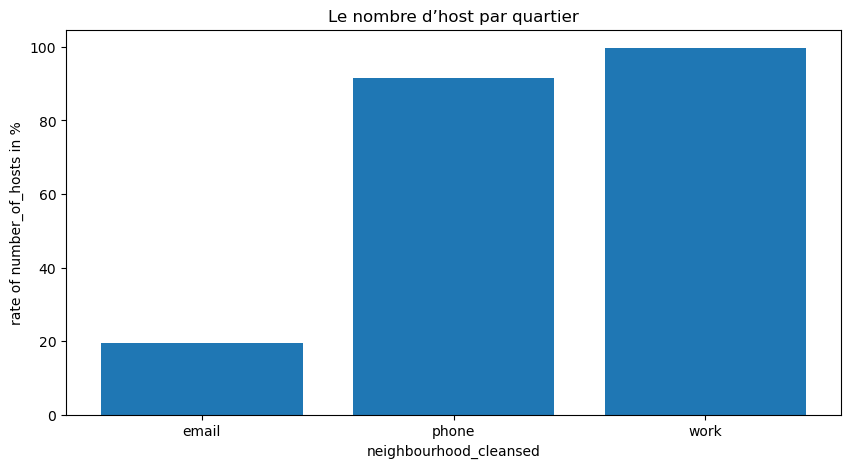 Le nombre d’host par quartier
rate of number_of_hosts in %
100
80
60
40
20
0
email phone work
neighbourhood_cleansed